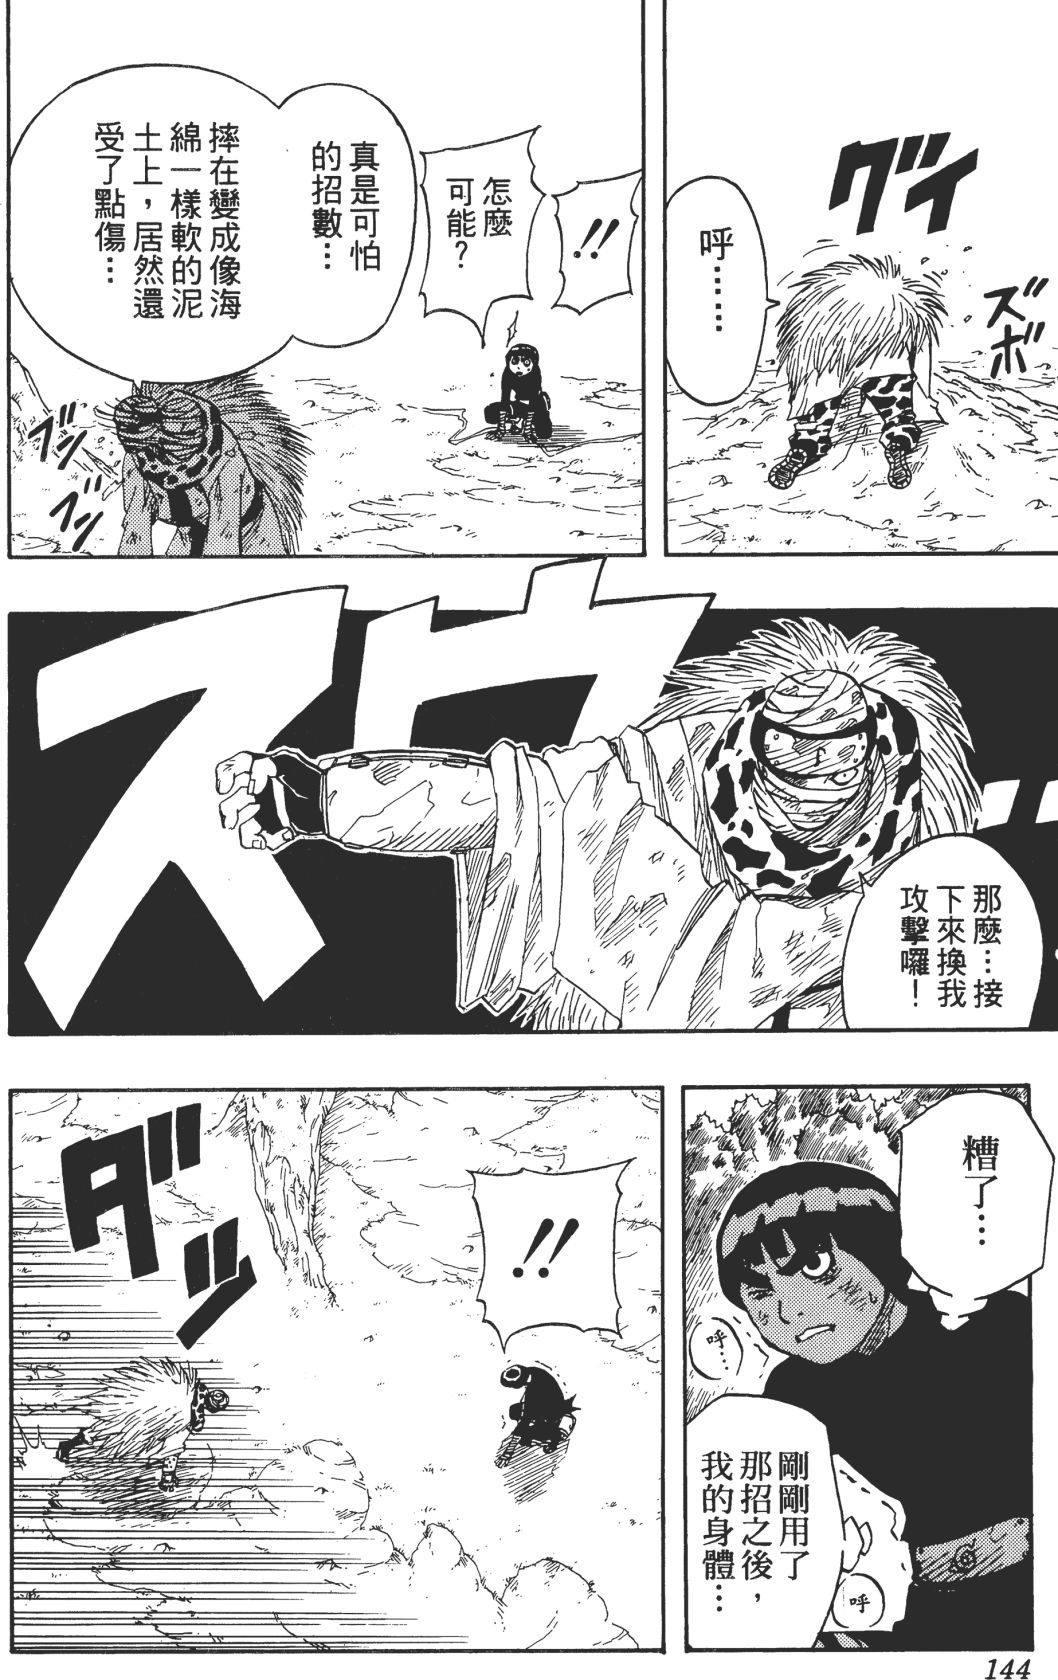 グイ
ズボ
呼……
!!
怎麼
可能？
真是可怕
的招數…
摔在變成像海
綿一樣軟的泥
土上，居然還
受了點傷…
ブン
ブン
ズウ
那麼…接
下來換我
攻擊囉！
糟了…
呼…
剛剛用了
那招之後，
我的身體…
呼
!!
ダッ
144